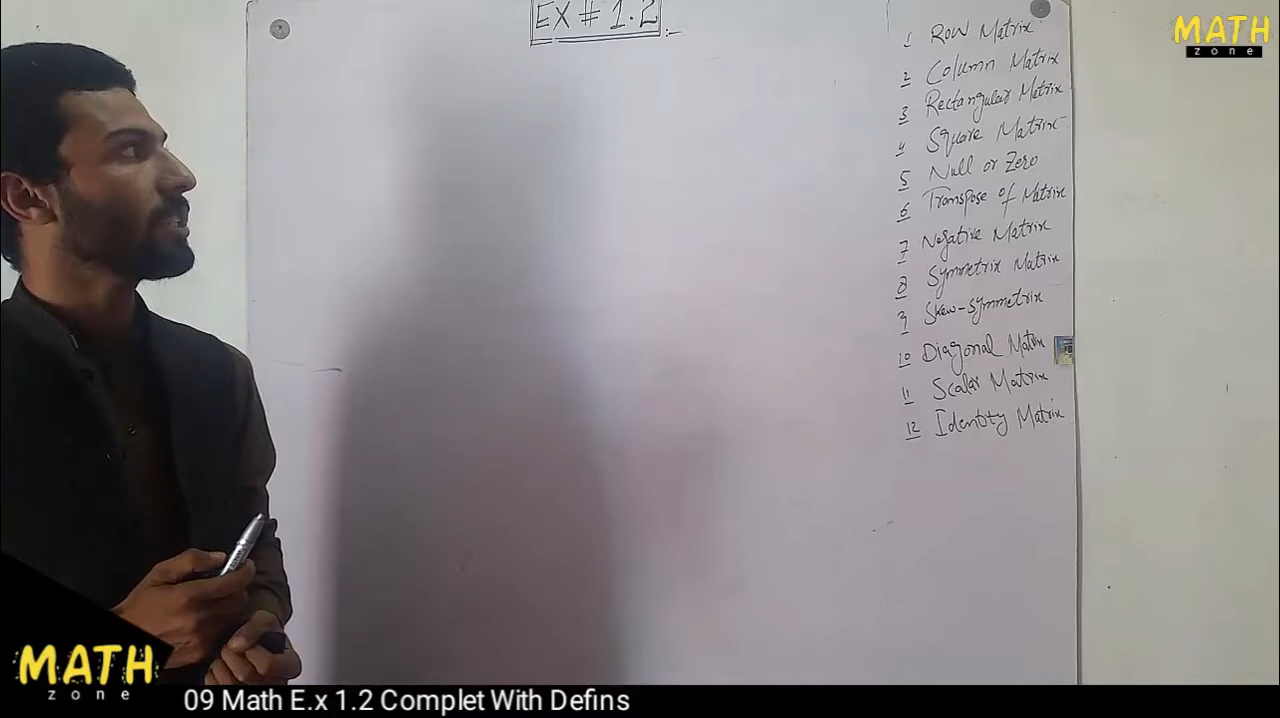 EX # 1.2 :-
1 Row Matrix
2 Column Matrix
3 Rectangular Matrix
4 Square Matrix
5 Null or Zero
6 Transpose of Matrix
7 Negative Matrix
8 Symmetrix Matrix
9 Skew-symmetrix
10 Diagonal Matrix
11 Scalar Matrix
12 Identity Matrix
MATH
zone
MATH
zone
09 Math E.x 1.2 Complet With Defins